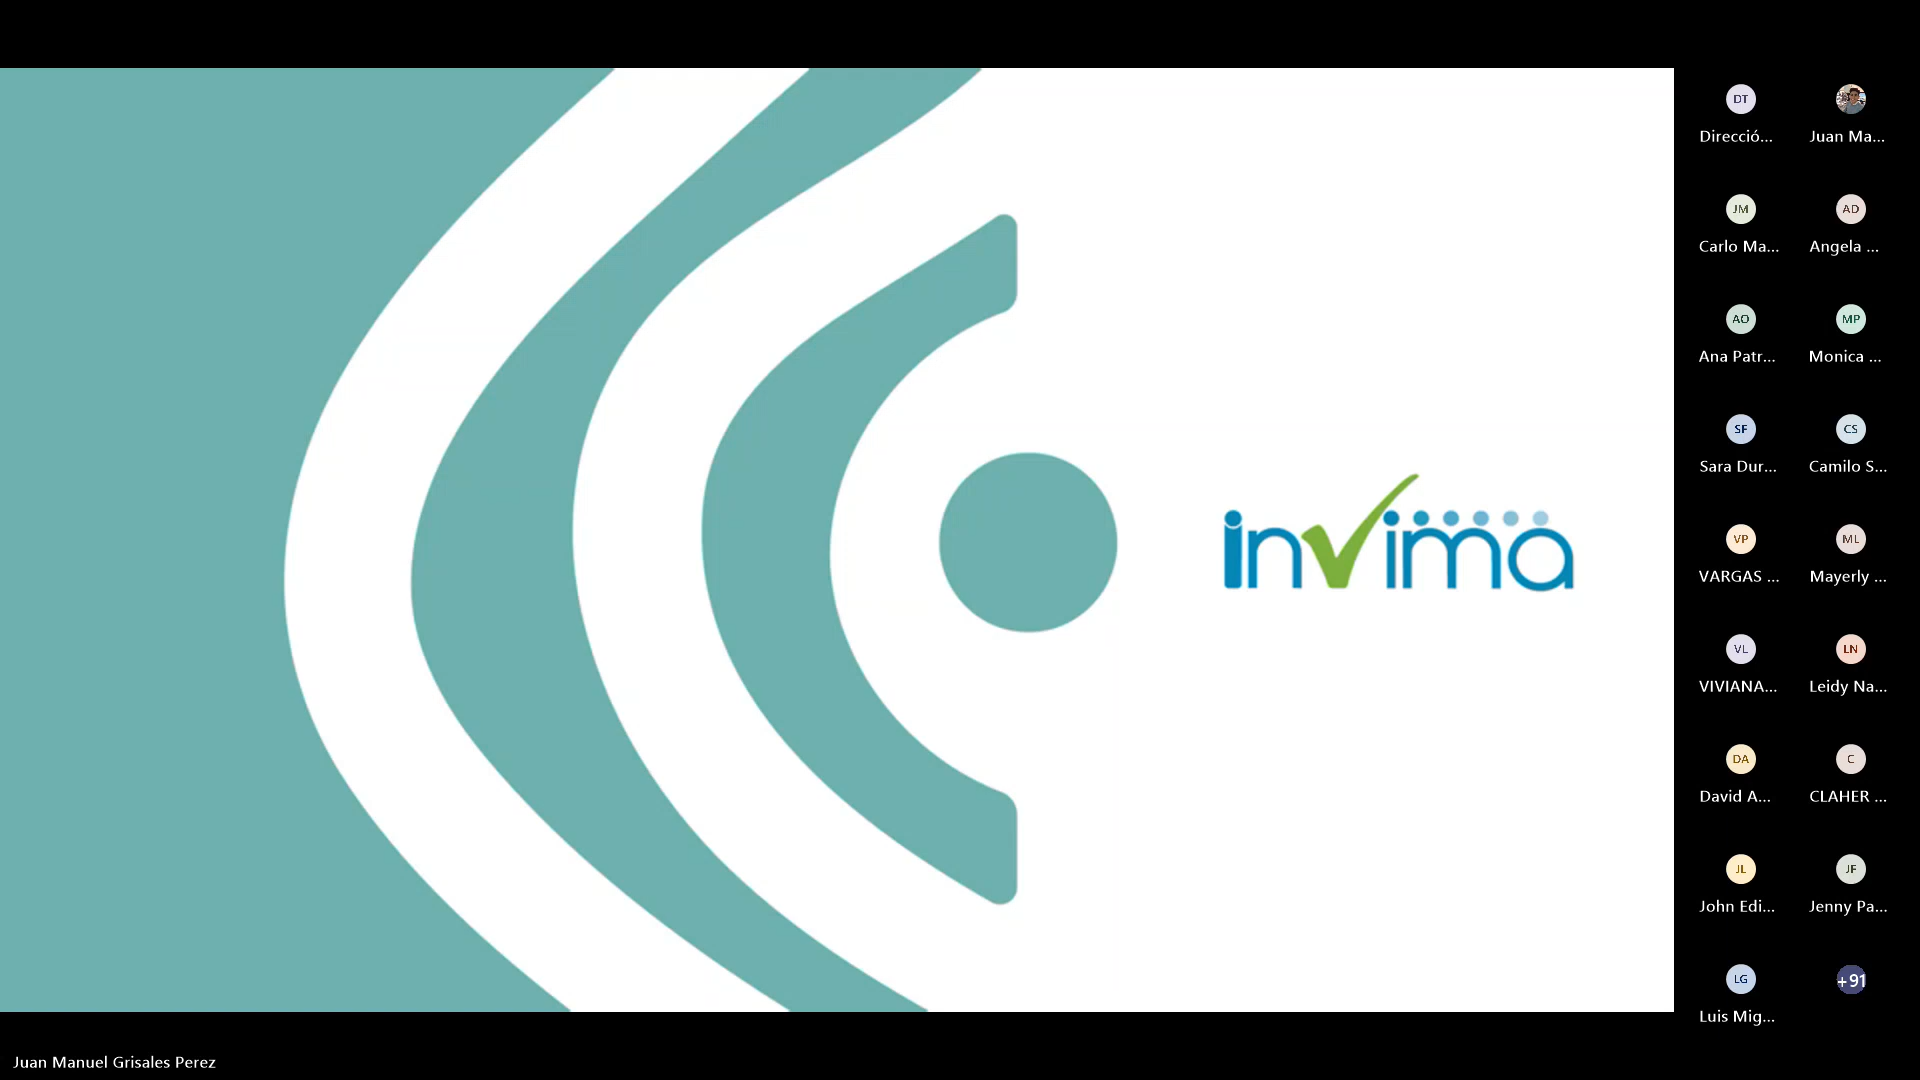 invima
DT
Direcció...
Juan Ma...
JM
Carlo Ma...
AD
Angela ...
AO
Ana Patr...
MP
Monica ...
SF
Sara Dur...
CS
Camilo S...
VP
VARGAS ...
ML
Mayerly ...
VL
VIVIANA...
LN
Leidy Na...
DA
David A...
C
CLAHER ...
JL
John Edi...
JF
Jenny Pa...
LG
Luis Mig...
+91
Juan Manuel Grisales Perez